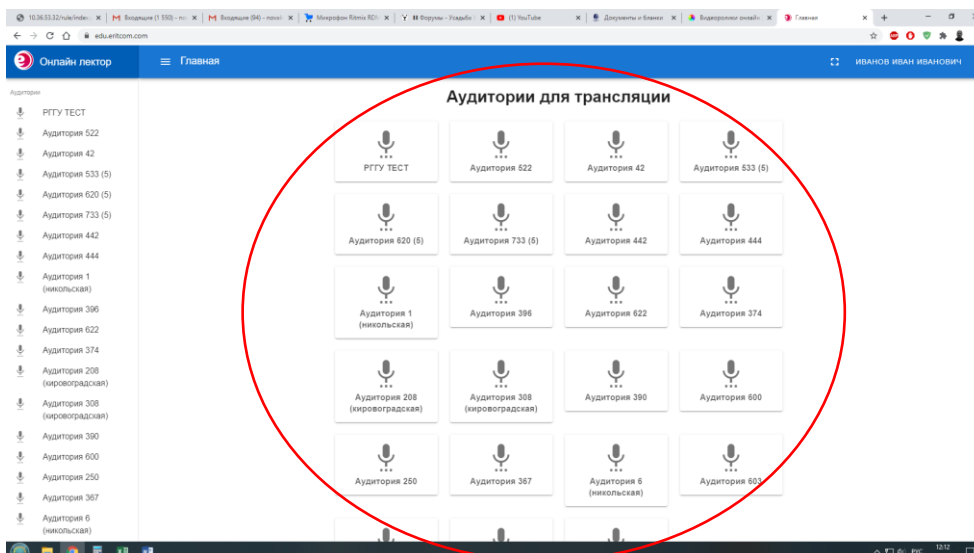 10.36.53.32/rule/index
Входящие (1 550) - по
Входящие (94) - noxei
Микрофон Ritmix RDM
YouTube
(1) YouTube
Документы и бланки
Видеоролики онлайн
Главная
edu.eritcom.com
Онлайн лектор
Главная
ИВАНОВ ИВАН ИВАНОВИЧ
Аудитории
РГГУ ТЕСТ
Аудитория 522
Аудитория 42
Аудитория 533 (5)
Аудитория 620 (5)
Аудитория 733 (5)
Аудитория 442
Аудитория 444
Аудитория 1
(никольская)
Аудитория 396
Аудитория 622
Аудитория 374
Аудитория 208
(кировоградская)
Аудитория 308
(кировоградская)
Аудитория 390
Аудитория 600
Аудитория 250
Аудитория 367
Аудитория 6
(никольская)
Аудитории для трансляции
РГГУ ТЕСТ
Аудитория 522
Аудитория 42
Аудитория 533 (5)
Аудитория 620 (5)
Аудитория 733 (5)
Аудитория 442
Аудитория 444
Аудитория 1
(никольская)
Аудитория 396
Аудитория 622
Аудитория 374
Аудитория 208
(кировоградская)
Аудитория 308
(кировоградская)
Аудитория 390
Аудитория 600
Аудитория 250
Аудитория 367
Аудитория 6
(никольская)
Аудитория 603
РУС
12:12